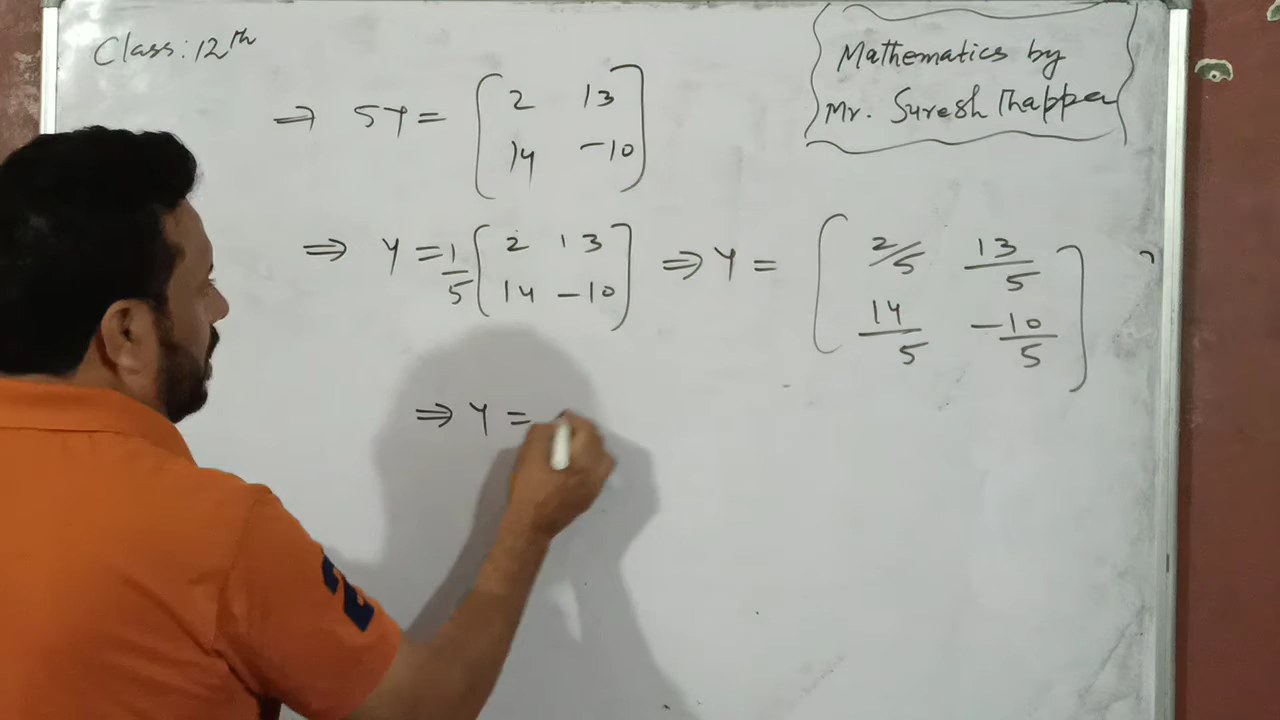 Class: 12th
Mathematics by
Mr. Suresh Thappa
⇒ 5Y = [ 2 13
14 -10 ]
⇒ Y = 1/5 [ 2 13
14 -10 ] ⇒ Y = [ 2/5 13/5
14/5 -10/5 ] ,
⇒ Y =